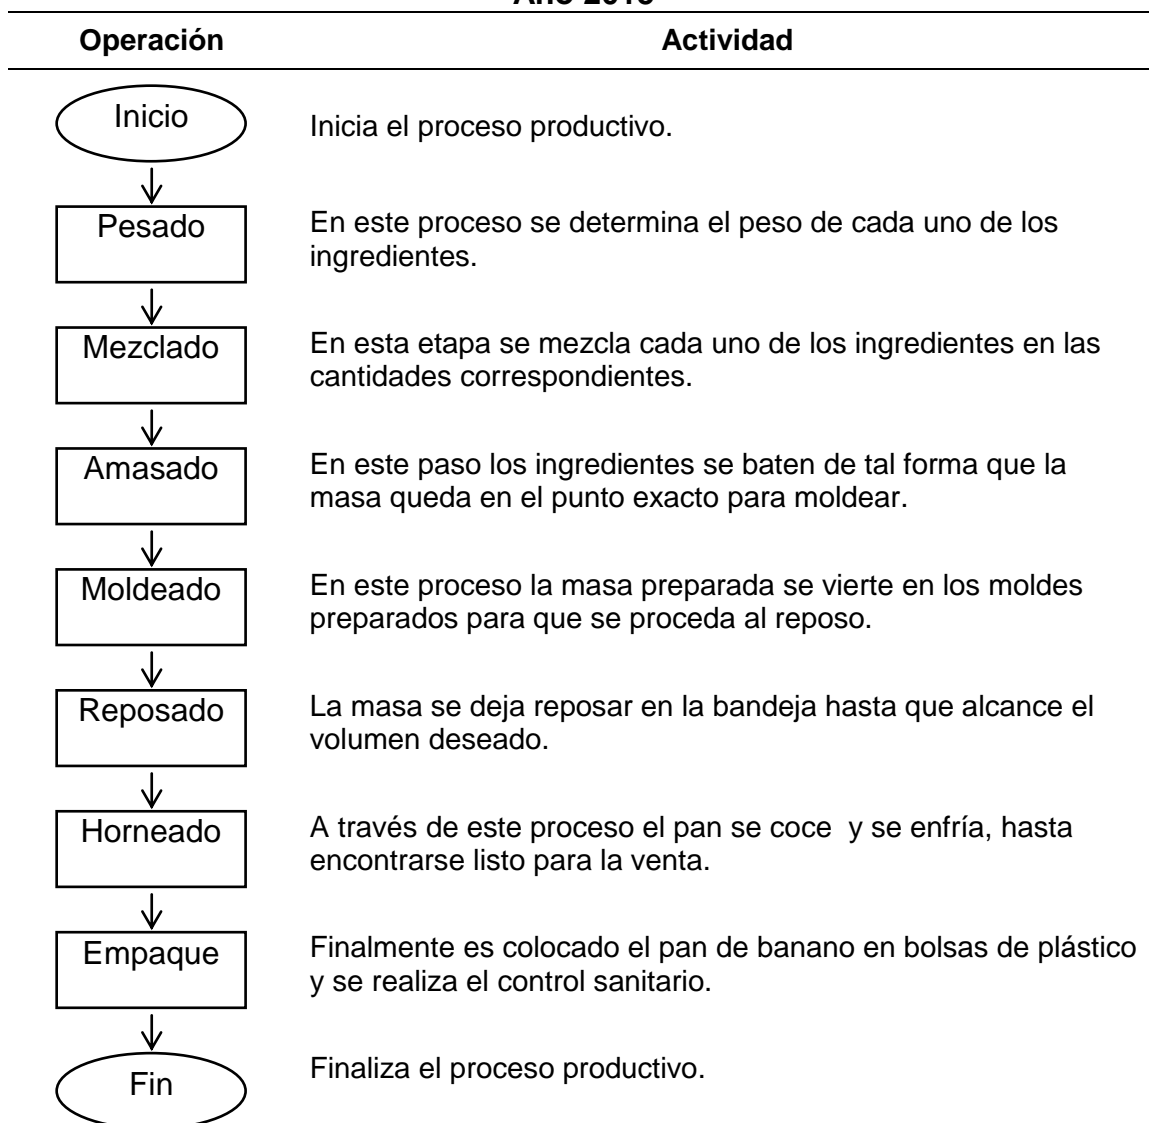 Operación Actividad
Inicio
Inicia el proceso productivo.
Pesado
En este proceso se determina el peso de cada uno de los
ingredientes.
Mezclado
En esta etapa se mezcla cada uno de los ingredientes en las
cantidades correspondientes.
Amasado
En este paso los ingredientes se baten de tal forma que la
masa queda en el punto exacto para moldear.
Moldeado
En este proceso la masa preparada se vierte en los moldes
preparados para que se proceda al reposo.
Reposado
La masa se deja reposar en la bandeja hasta que alcance el
volumen deseado.
Horneado
A través de este proceso el pan se coce  y se enfría, hasta
encontrarse listo para la venta.
Empaque
Finalmente es colocado el pan de banano en bolsas de plástico
y se realiza el control sanitario.
Fin
Finaliza el proceso productivo.